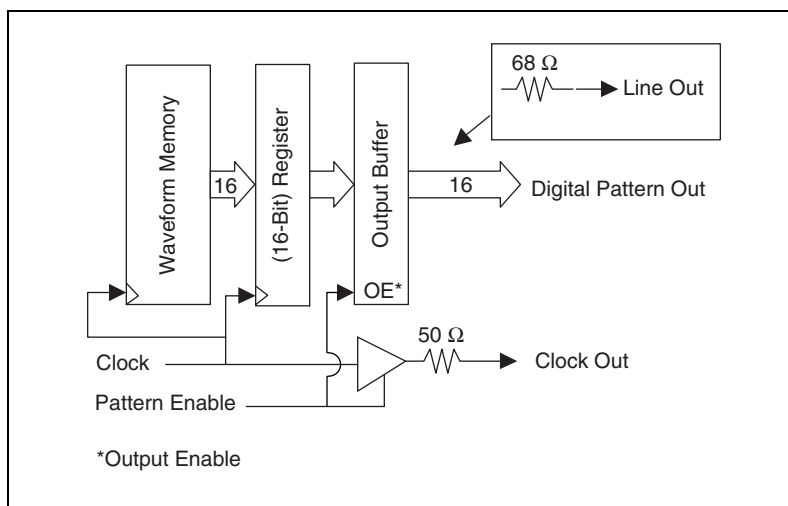 68 Ω
Line Out
Waveform Memory
16
(16-Bit) Register
Output Buffer
16
Digital Pattern Out
OE*
50 Ω
Clock
Clock Out
Pattern Enable
*Output Enable